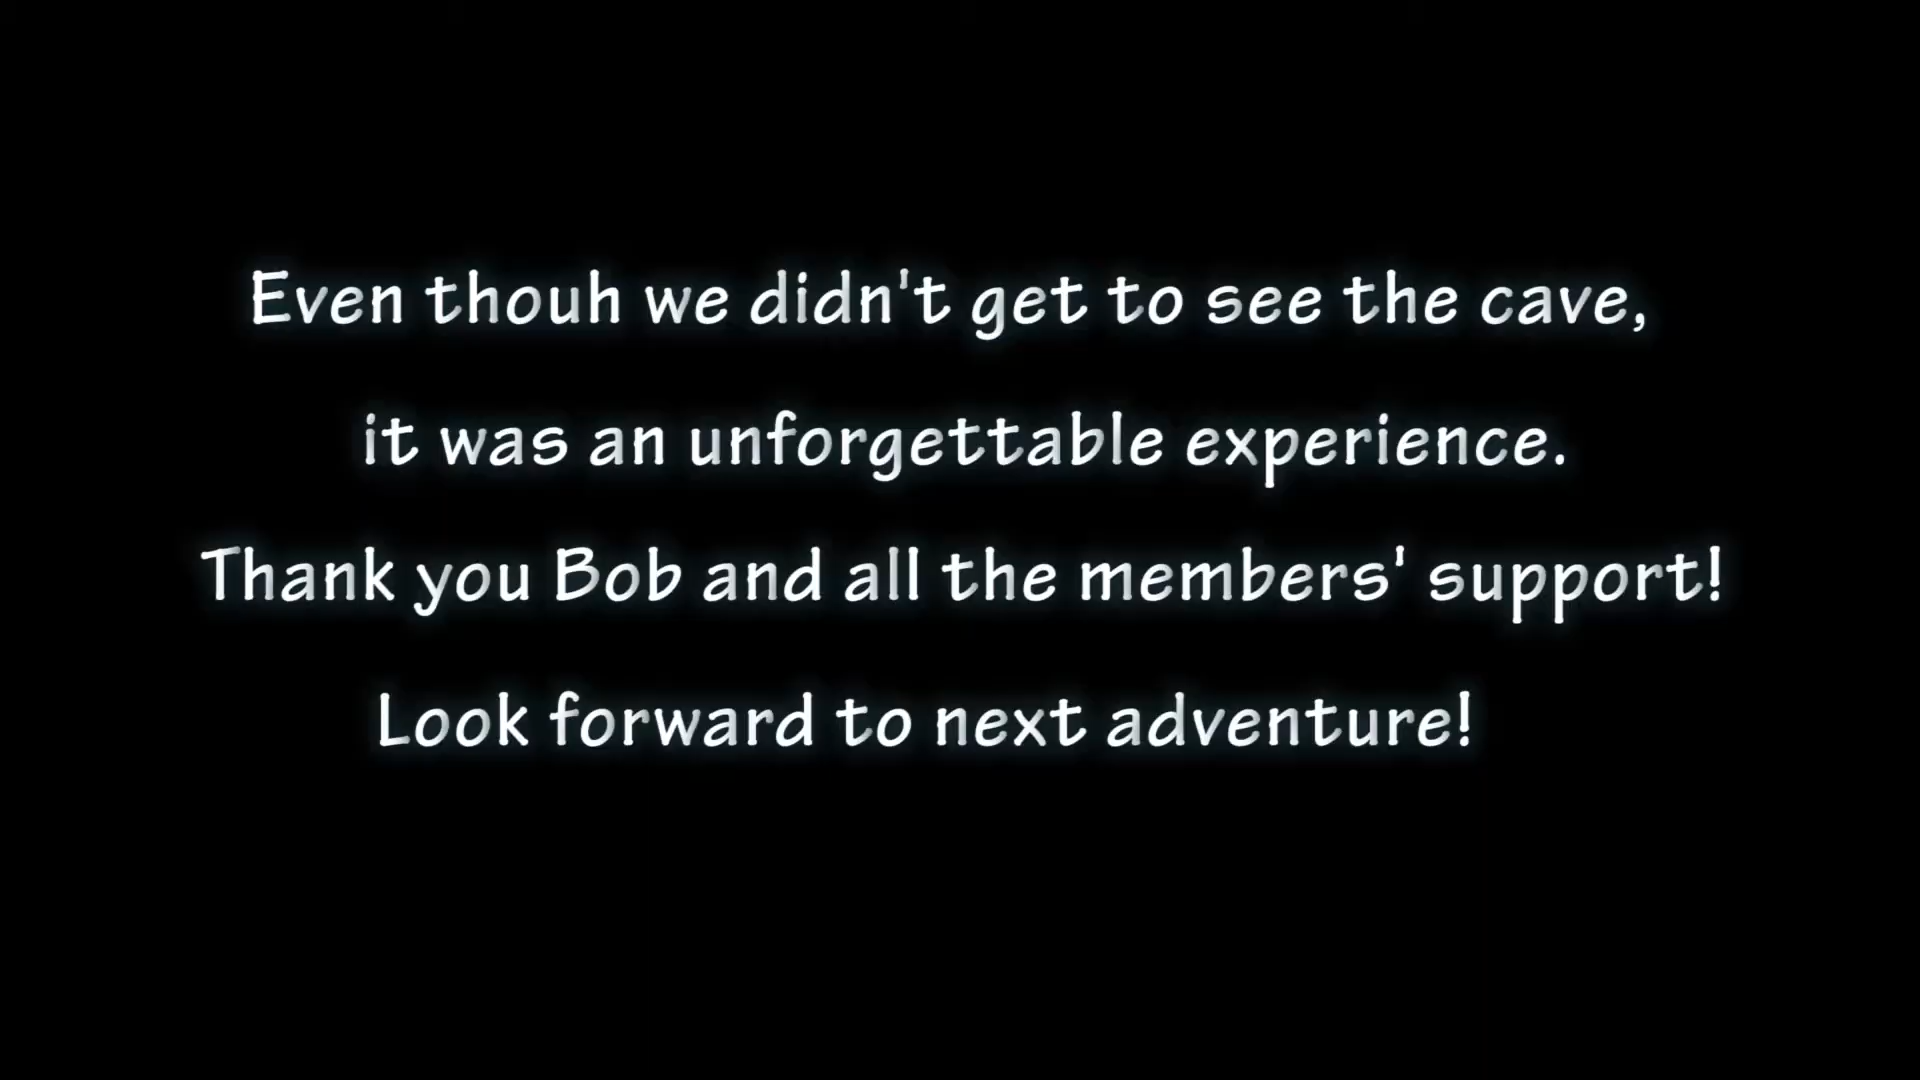 Even thouh we didn't get to see the cave,
it was an unforgettable experience.
Thank you Bob and all the members' support!
Look forward to next adventure!